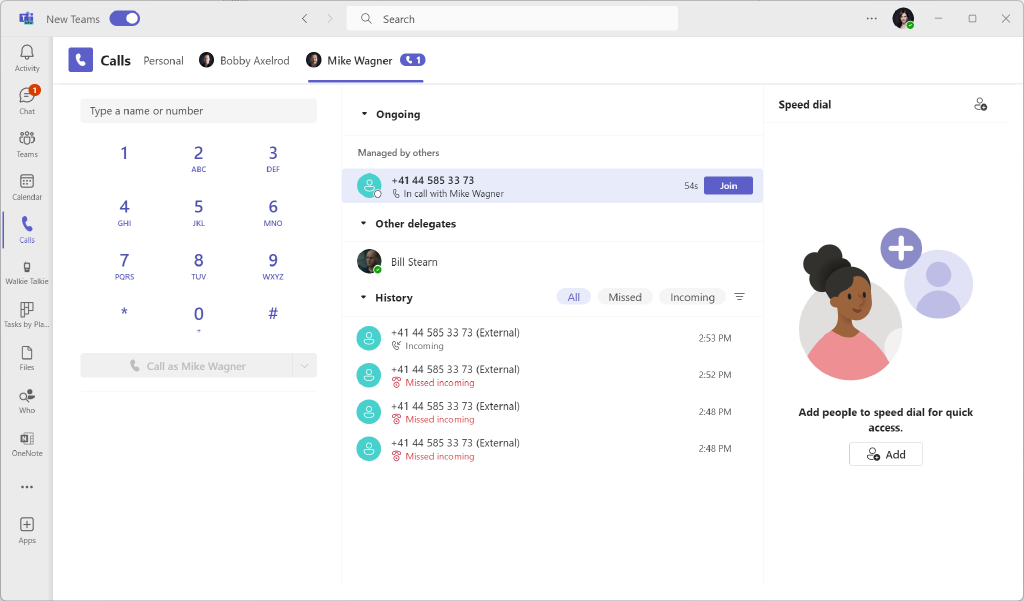 New Teams
Search
Activity
Chat
1
Teams
Calendar
Calls
Walkie Talkie
Tasks by Pla...
Files
Who
OneNote
Apps
Calls
Personal
Bobby Axelrod
Mike Wagner
1
Type a name or number
1
2
ABC
3
DEF
4
GHI
5
JKL
6
MNO
7
PQRS
8
TUV
9
WXYZ
*
0
+
#
Call as Mike Wagner
Ongoing
Managed by others
+41 44 585 33 73
In call with Mike Wagner
54s
Join
Other delegates
Bill Stearn
History
All
Missed
Incoming
+41 44 585 33 73 (External)
Incoming
2:53 PM
+41 44 585 33 73 (External)
Missed incoming
2:52 PM
+41 44 585 33 73 (External)
Missed incoming
2:48 PM
+41 44 585 33 73 (External)
Missed incoming
2:48 PM
Speed dial
Add people to speed dial for quick
access.
Add